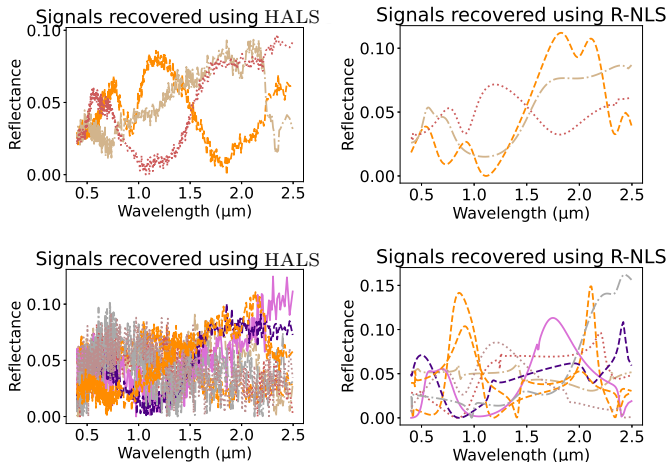 Signals recovered using HALS
Reflectance
0.10
0.05
0.00
0.5 1.0 1.5 2.0 2.5
Wavelength (μm)
Signals recovered using R-NLS
Reflectance
0.10
0.05
0.00
0.5 1.0 1.5 2.0 2.5
Wavelength (μm)
Signals recovered using HALS
Reflectance
0.10
0.05
0.00
0.5 1.0 1.5 2.0 2.5
Wavelength (μm)
Signals recovered using R-NLS
Reflectance
0.15
0.10
0.05
0.00
0.5 1.0 1.5 2.0 2.5
Wavelength (μm)